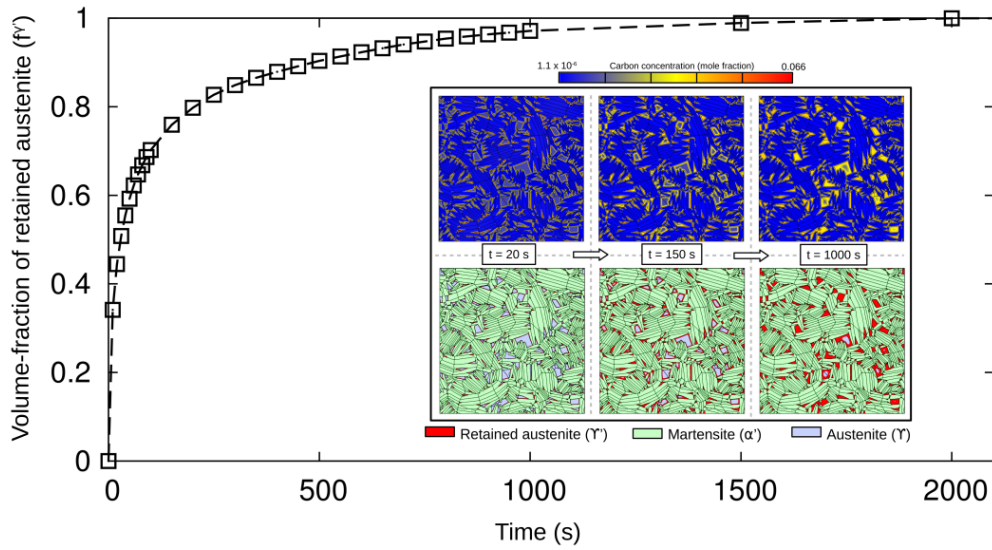 Volume-fraction of retained austenite (fᵞ')
1
0.8
0.6
0.4
0.2
0
0
500
1000
1500
2000
Time (s)
1.1 x 10⁻⁶ Carbon concentration (mole fraction) 0.066
t = 20 s
t = 150 s
t = 1000 s
Retained austenite (ϒ')
Martensite (α')
Austenite (ϒ)